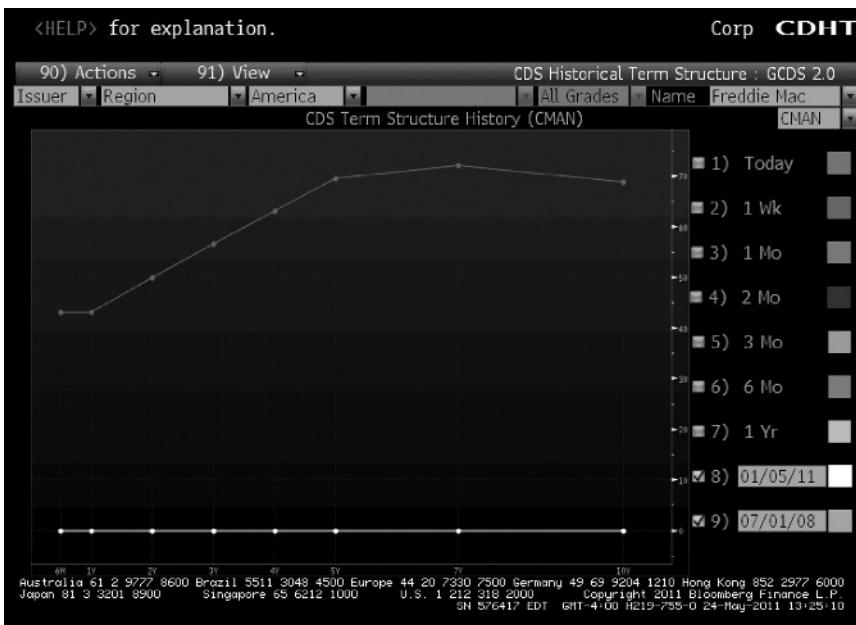 <HELP> for explanation. Corp CDHT
90) Actions 91) View CDS Historical Term Structure : GCDS 2.0
Issuer Region America All Grades Name Freddie Mac
CDS Term Structure History (CMAN) CMAN
1) Today
70
2) 1 Wk
60
3) 1 Mo
50
4) 2 Mo
40
5) 3 Mo
30
6) 6 Mo
20
7) 1 Yr
10
8) 01/05/11
9) 07/01/08
0
6M 1Y 2Y 3Y 4Y 5Y 7Y 10Y
Australia 61 2 9777 8600 Brazil 5511 3048 4500 Europe 44 20 7330 7500 Germany 49 69 9204 1210 Hong Kong 852 2977 6000
Japan 81 3 3201 8900 Singapore 65 6212 1000 U.S. 1 212 318 2000 Copyright 2011 Bloomberg Finance L.P.
SN 576417 EDT GMT-4:00 H219-755-0 24-May-2011 13:25:10